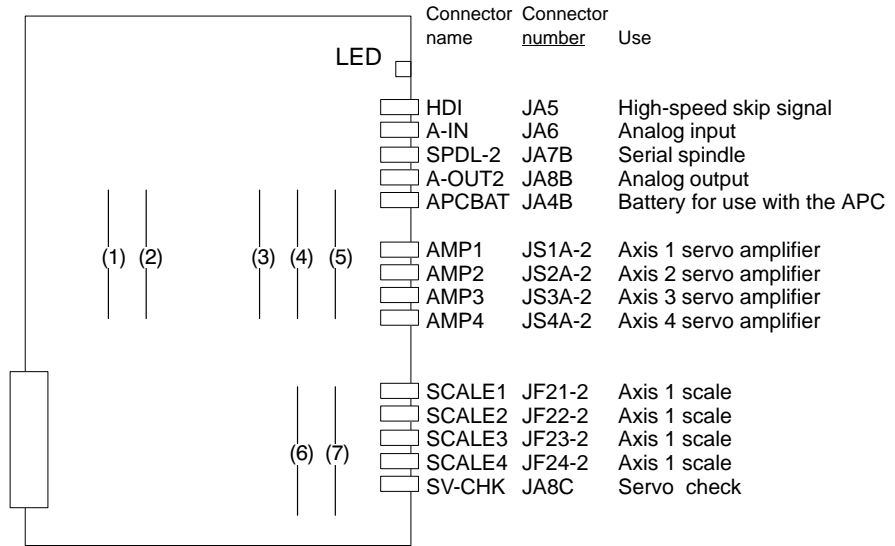 Connector Connector
name number Use
LED
HDI JA5 High-speed skip signal
A-IN JA6 Analog input
SPDL-2 JA7B Serial spindle
A-OUT2 JA8B Analog output
APCBAT JA4B Battery for use with the APC
(1) (2) (3) (4) (5)
AMP1 JS1A-2 Axis 1 servo amplifier
AMP2 JS2A-2 Axis 2 servo amplifier
AMP3 JS3A-2 Axis 3 servo amplifier
AMP4 JS4A-2 Axis 4 servo amplifier
SCALE1 JF21-2 Axis 1 scale
SCALE2 JF22-2 Axis 1 scale
SCALE3 JF23-2 Axis 1 scale
(6) (7)
SCALE4 JF24-2 Axis 1 scale
SV-CHK JA8C Servo check